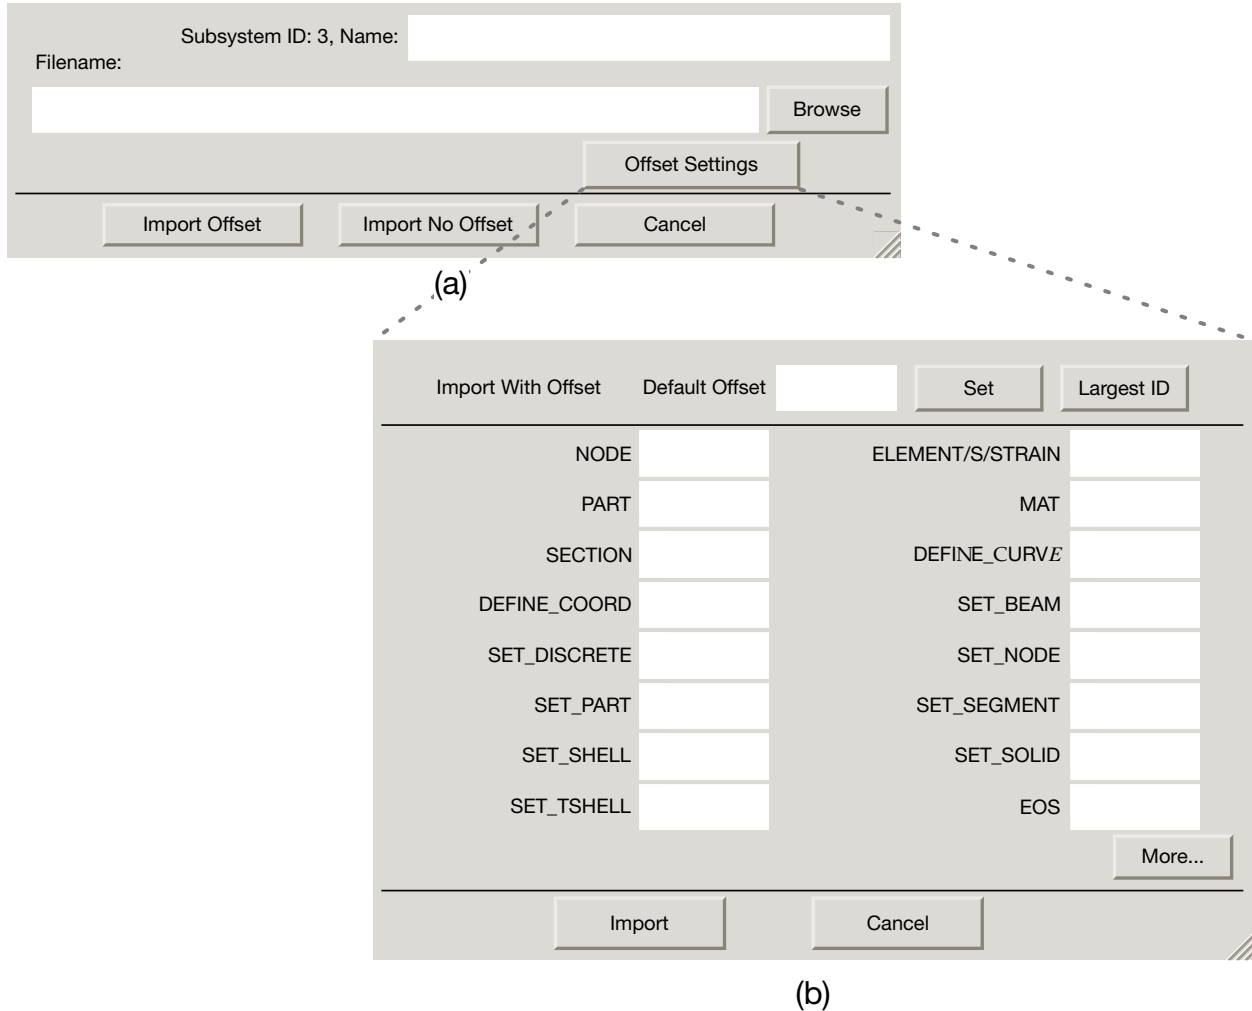 Subsystem ID: 3, Name:
Filename:
Browse
Offset Settings
Import Offset Import No Offset Cancel
(a)
Import With Offset Default Offset Set Largest ID
NODE ELEMENT/S/STRAIN
PART MAT
SECTION DEFINE_CURVE
DEFINE_COORD SET_BEAM
SET_DISCRETE SET_NODE
SET_PART SET_SEGMENT
SET_SHELL SET_SOLID
SET_TSHELL EOS
More...
Import Cancel
(b)